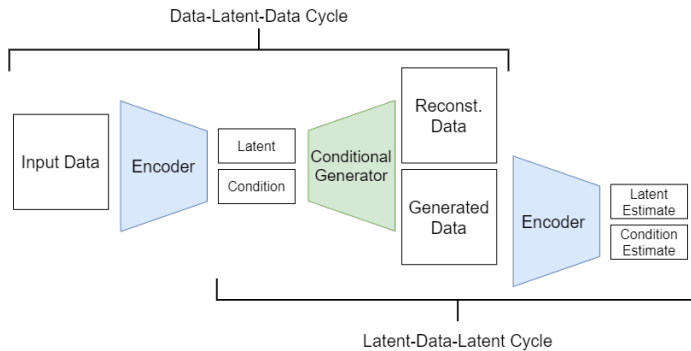 Data-Latent-Data Cycle
Input Data
Encoder
Latent
Condition
Conditional
Generator
Reconst.
Data
Generated
Data
Encoder
Latent
Estimate
Condition
Estimate
Latent-Data-Latent Cycle